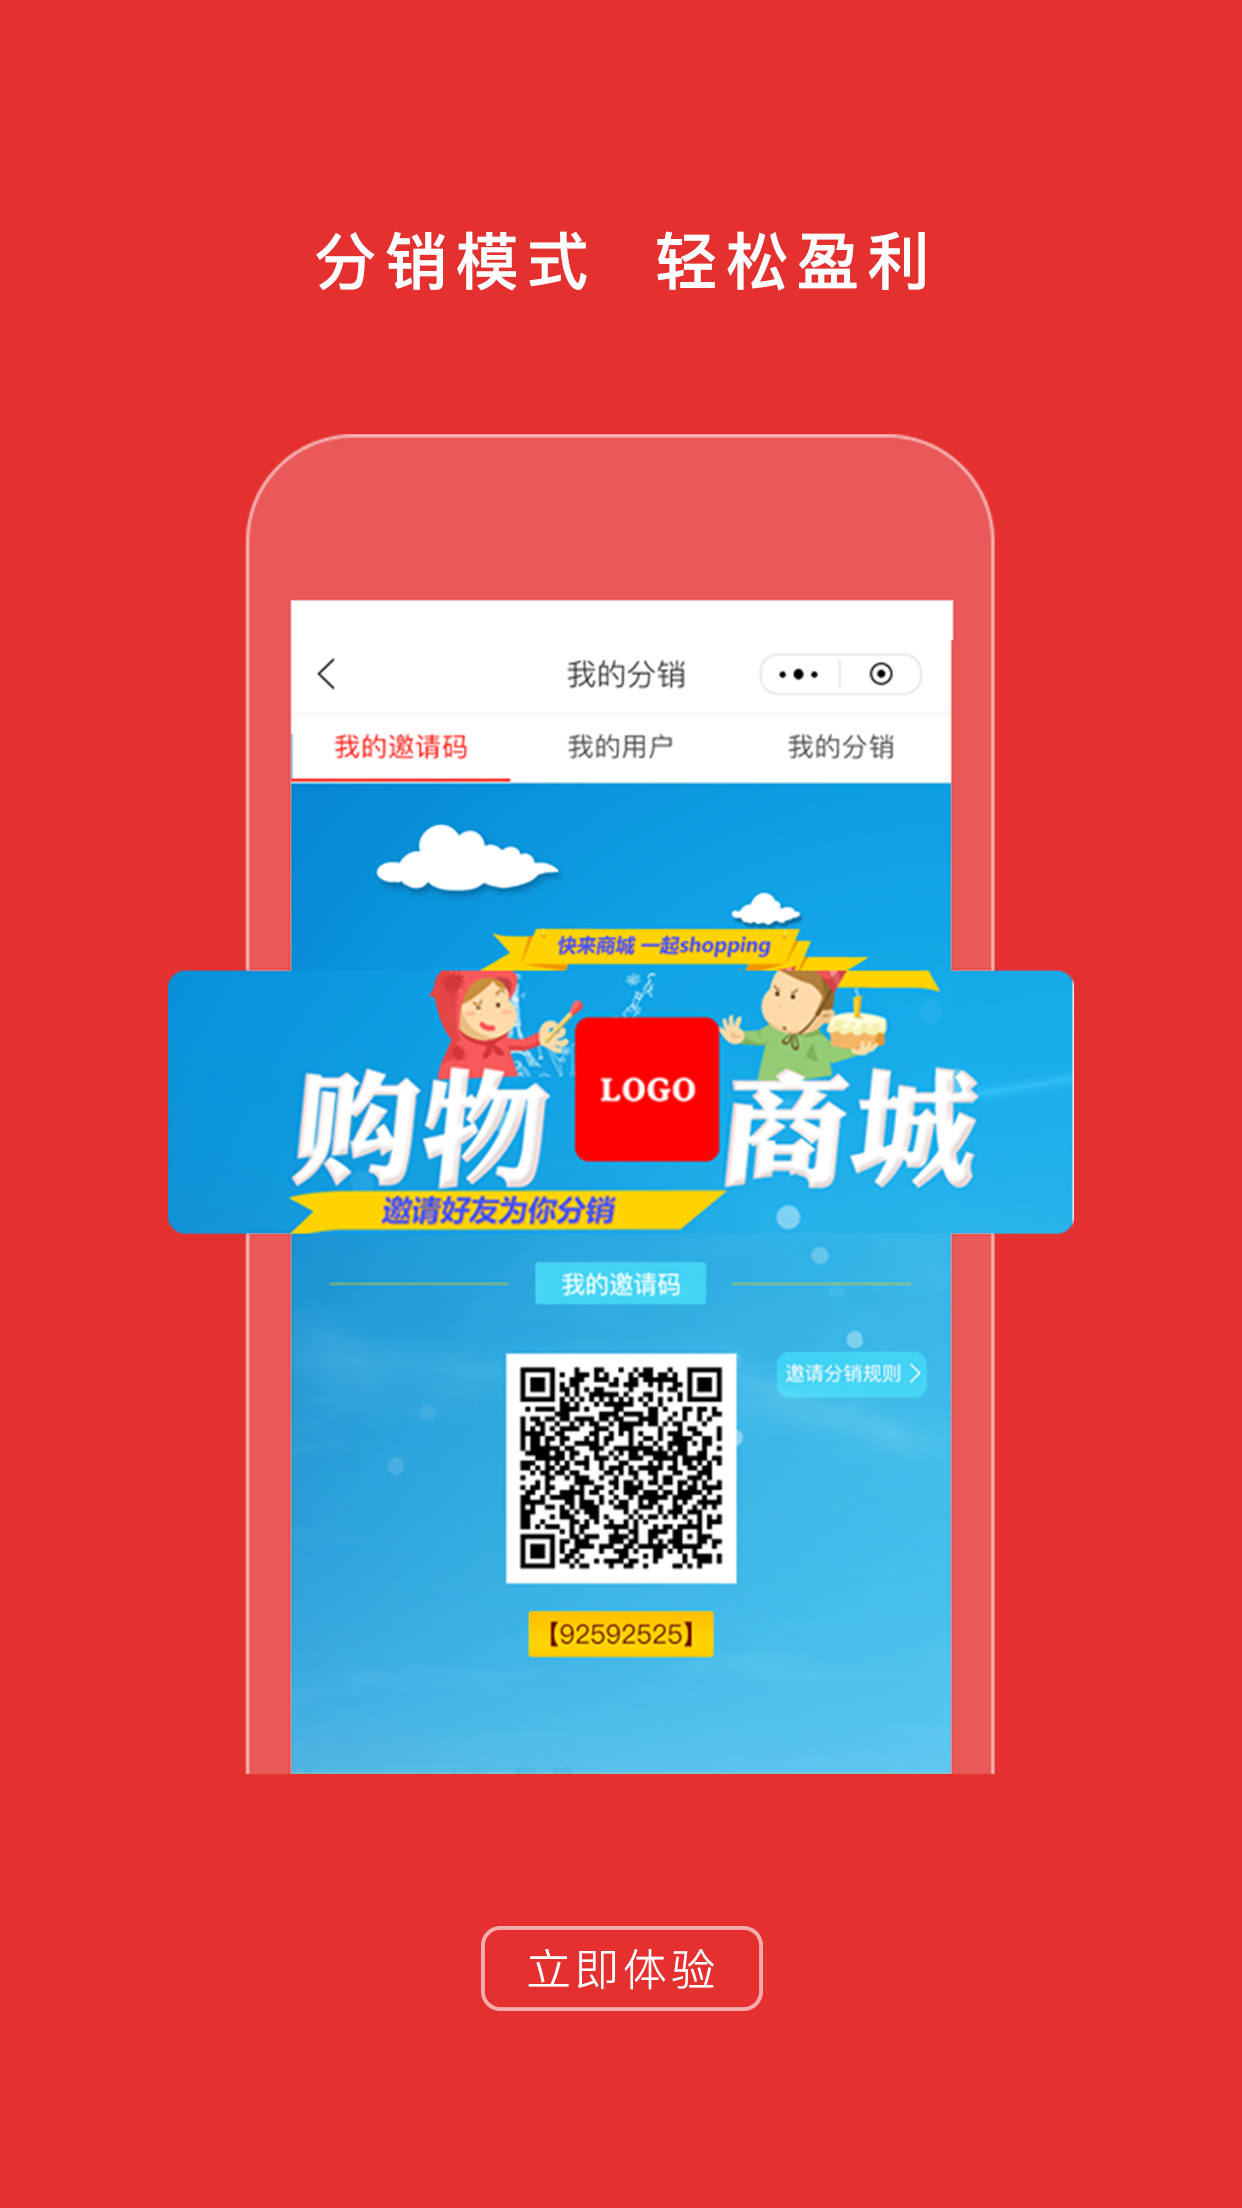 分销模式 轻松盈利
我的分销
我的邀请码 我的用户 我的分销
快来商城 一起shopping
购物 LOGO 商城
邀请好友为你分销
我的邀请码
邀请分销规则
【92592525】
立即体验